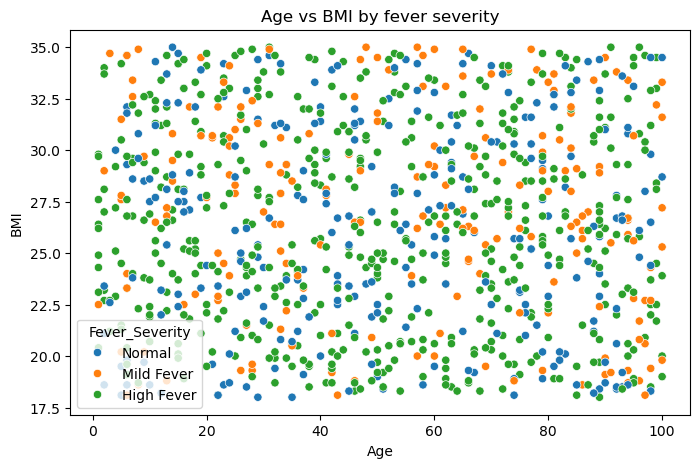 Age vs BMI by fever severity
BMI
35.0
32.5
30.0
27.5
25.0
22.5
20.0
17.5
Fever_Severity
Normal
Mild Fever
High Fever
0
20
40
60
80
100
Age